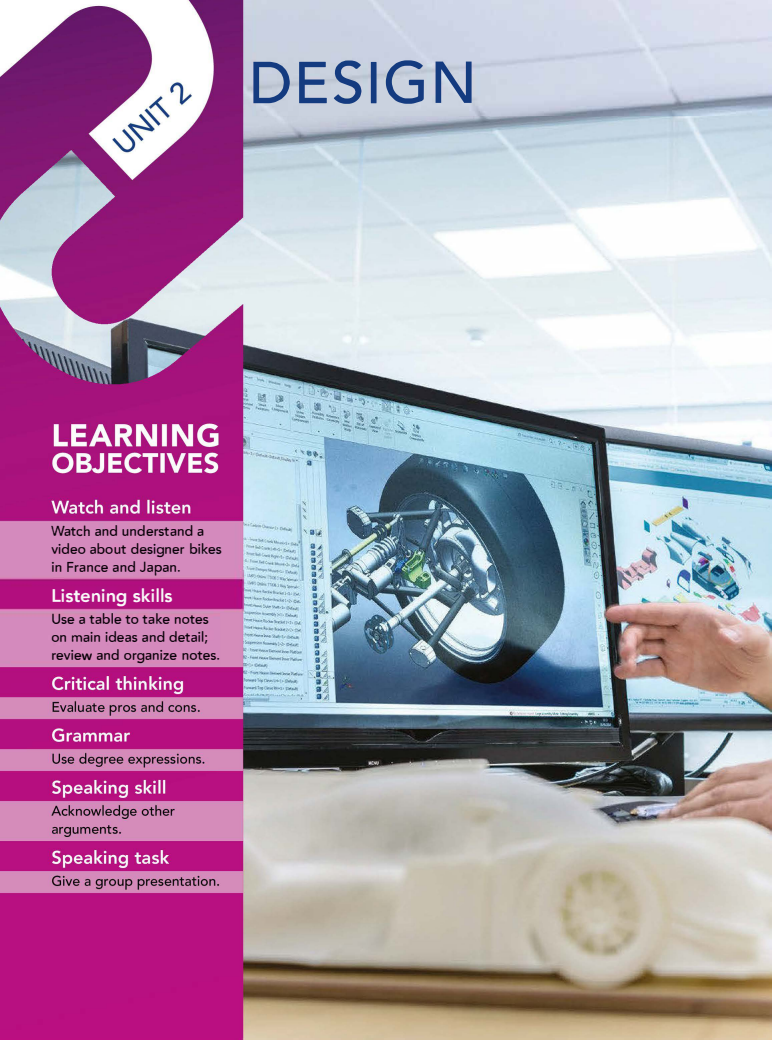 UNIT 2
DESIGN
LEARNING
OBJECTIVES
Watch and listen
Watch and understand a
video about designer bikes
in France and Japan.
Listening skills
Use a table to take notes
on main ideas and detail;
review and organize notes.
Critical thinking
Evaluate pros and cons.
Grammar
Use degree expressions.
Speaking skill
Acknowledge other
arguments.
Speaking task
Give a group presentation.
MENU